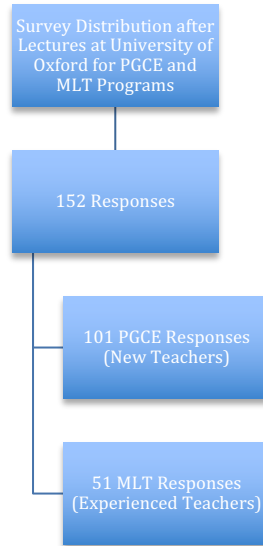 Survey Distribution after
Lectures at University of
Oxford for PGCE and
MLT Programs
152 Responses
101 PGCE Responses
(New Teachers)
51 MLT Responses
(Experienced Teachers)